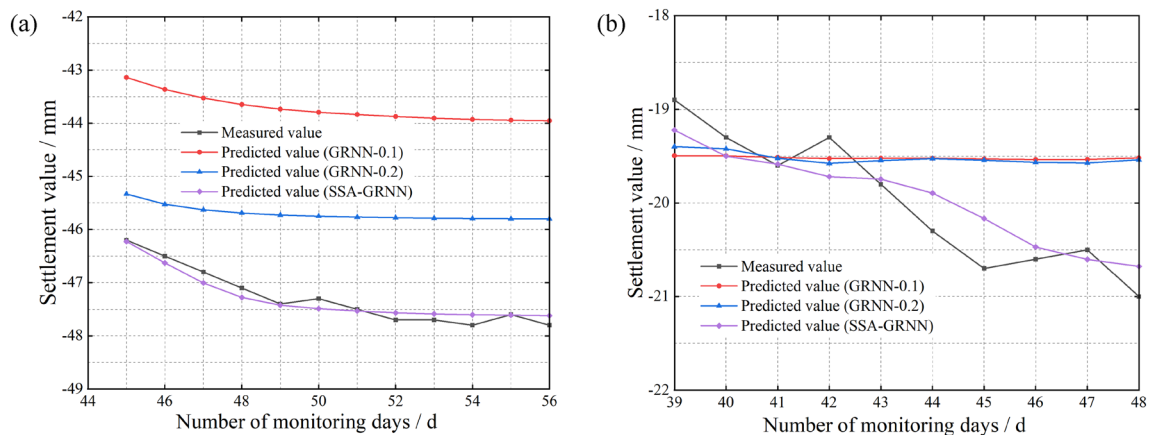 (a)
-42
-43
-44
-45
-46
-47
-48
-49
Settlement value / mm
Measured value
Predicted value (GRNN-0.1)
Predicted value (GRNN-0.2)
Predicted value (SSA-GRNN)
44 46 48 50 52 54 56
Number of monitoring days / d
(b)
-18
-19
-20
-21
-22
Settlement value / mm
Measured value
Predicted value (GRNN-0.1)
Predicted value (GRNN-0.2)
Predicted value (SSA-GRNN)
39 40 41 42 43 44 45 46 47 48
Number of monitoring days / d